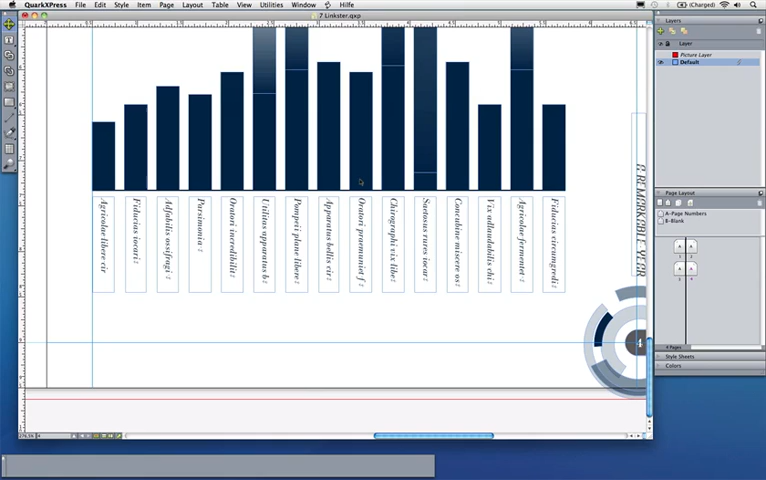 QuarkXPress File Edit Style Item Page Layout Table View Utilities Window Hilfe (Charged)
7 Linkster.qxp
Layers
Layer
Picture Layer
Default
Agricolae libere cir
Fiducias iocari
Adfabilis ossifragi
Parsimonia
Oratori incredibilit
Utilitas apparatus b
Pompeii plane libere
Apparatus bellis cir
Oratori praemuniet f
Chirographi vix libe
Saetosus rures iocar
Concubine miscere os
Vix adlaudabilis chi
Agricolae fermentet
Fiducias circumgredi
4
Page Layout
A-Page Numbers
B-Blank
4 Pages
Style Sheets
Colors